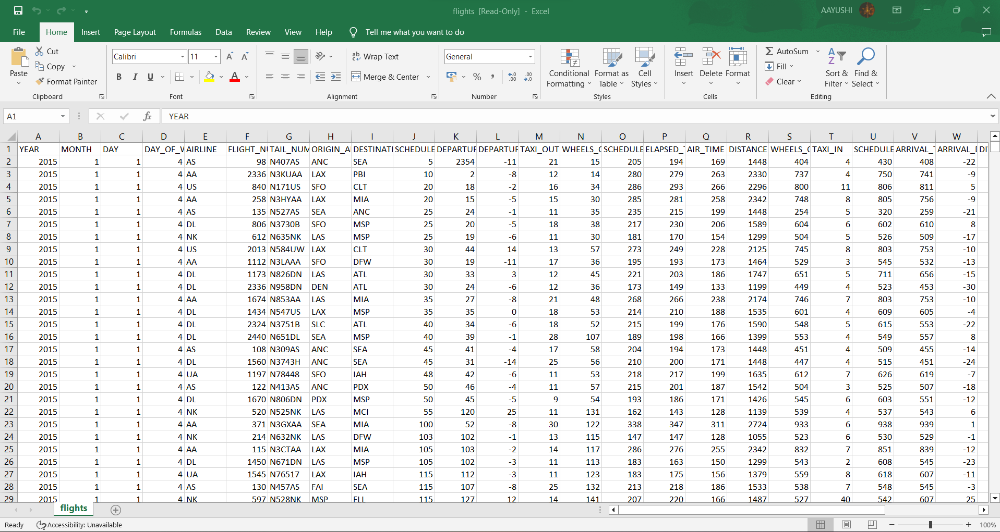 flights [Read-Only] - Excel
AAYUSHI
File Home Insert Page Layout Formulas Data Review View Help Tell me what you want to do
Paste
Cut
Copy
Format Painter
Clipboard
Calibri 11
B I U
Font
Wrap Text
Merge & Center
Alignment
General
Number
Conditional Formatting
Format as Table
Cell Styles
Styles
Insert Delete Format
Cells
AutoSum
Fill
Clear
Sort & Filter
Find & Select
Editing
A1 fx YEAR
A B C D E F G H I J K L M N O P Q R S T U V W
1 YEAR MONTH DAY DAY_OF_W AIRLINE FLIGHT_NU TAIL_NUM ORIGIN_AI DESTINATI SCHEDULE DEPARTUR DEPARTUR TAXI_OUT WHEELS_O SCHEDULE ELAPSED_T AIR_TIME DISTANCE WHEELS_O TAXI_IN SCHEDULE ARRIVAL_T ARRIVAL_D DI
2 2015 1 1 4 AS 98 N407AS ANC SEA 5 2354 -11 21 15 205 194 169 1448 404 4 430 408 -22
3 2015 1 1 4 AA 2336 N3KUAA LAX PBI 10 2 -8 12 14 280 279 263 2330 737 4 750 741 -9
4 2015 1 1 4 US 840 N171US SFO CLT 20 18 -2 16 34 286 293 266 2296 800 11 806 811 5
5 2015 1 1 4 AA 258 N3HYAA LAX MIA 20 15 -5 15 30 285 281 258 2342 748 8 805 756 -9
6 2015 1 1 4 AS 135 N527AS SEA ANC 25 24 -1 11 35 235 215 199 1448 254 5 320 259 -21
7 2015 1 1 4 DL 806 N3730B SFO MSP 25 20 -5 18 38 217 230 206 1589 604 6 602 610 8
8 2015 1 1 4 NK 612 N635NK LAS MSP 25 19 -6 11 30 181 170 154 1299 504 5 526 509 -17
9 2015 1 1 4 US 2013 N584UW LAX CLT 30 44 14 13 57 273 249 228 2125 745 8 803 753 -10
10 2015 1 1 4 AA 1112 N3LAAA SFO DFW 30 19 -11 17 36 195 193 173 1464 529 3 545 532 -13
11 2015 1 1 4 DL 1173 N826DN LAS ATL 30 33 3 12 45 221 203 186 1747 651 5 711 656 -15
12 2015 1 1 4 DL 2336 N958DN DEN ATL 30 24 -6 12 36 173 149 133 1199 449 4 523 453 -30
13 2015 1 1 4 AA 1674 N853AA LAS MIA 35 27 -8 21 48 268 266 238 2174 746 7 803 753 -10
14 2015 1 1 4 DL 1434 N547US LAX MSP 35 35 0 18 53 214 210 188 1535 601 4 609 605 -4
15 2015 1 1 4 DL 2324 N3751B SLC ATL 40 34 -6 18 52 215 199 176 1590 548 5 615 553 -22
16 2015 1 1 4 DL 2440 N651DL SEA MSP 40 39 -1 28 107 189 198 166 1399 553 4 549 557 8
17 2015 1 1 4 AS 108 N309AS ANC SEA 45 41 -4 17 58 204 194 173 1448 451 4 509 455 -14
18 2015 1 1 4 DL 1560 N3743H ANC SEA 45 31 -14 25 56 210 200 171 1448 447 4 515 451 -24
19 2015 1 1 4 UA 1197 N78448 SFO IAH 48 42 -6 11 53 218 217 199 1635 612 7 626 619 -7
20 2015 1 1 4 AS 122 N413AS ANC PDX 50 46 -4 11 57 215 201 187 1542 504 3 525 507 -18
21 2015 1 1 4 DL 1670 N806DN PDX MSP 50 45 -5 9 54 193 186 171 1426 545 6 603 551 -12
22 2015 1 1 4 NK 520 N525NK LAS MCI 55 120 25 11 131 162 143 128 1139 539 4 537 543 6
23 2015 1 1 4 AA 371 N3GXAA SEA MIA 100 52 -8 30 122 338 347 311 2724 933 6 938 939 1
24 2015 1 1 4 NK 214 N632NK LAS DFW 103 102 -1 13 115 147 147 128 1055 523 6 530 529 -1
25 2015 1 1 4 AA 115 N3CTAA LAX MIA 105 103 -2 14 117 286 276 255 2342 832 7 851 839 -12
26 2015 1 1 4 DL 1450 N671DN LAS MSP 105 102 -3 11 113 183 163 150 1299 543 2 608 545 -23
27 2015 1 1 4 UA 1545 N76517 LAX IAH 115 112 -3 11 123 183 175 156 1379 559 8 618 607 -11
28 2015 1 1 4 AS 130 N457AS FAI SEA 115 107 -8 25 132 213 218 186 1533 538 7 548 545 -3
29 2015 1 1 4 NK 597 N528NK MSP FLL 115 127 12 14 141 207 220 166 1487 527 40 542 607 25
flights
Ready Accessibility: Unavailable 100%